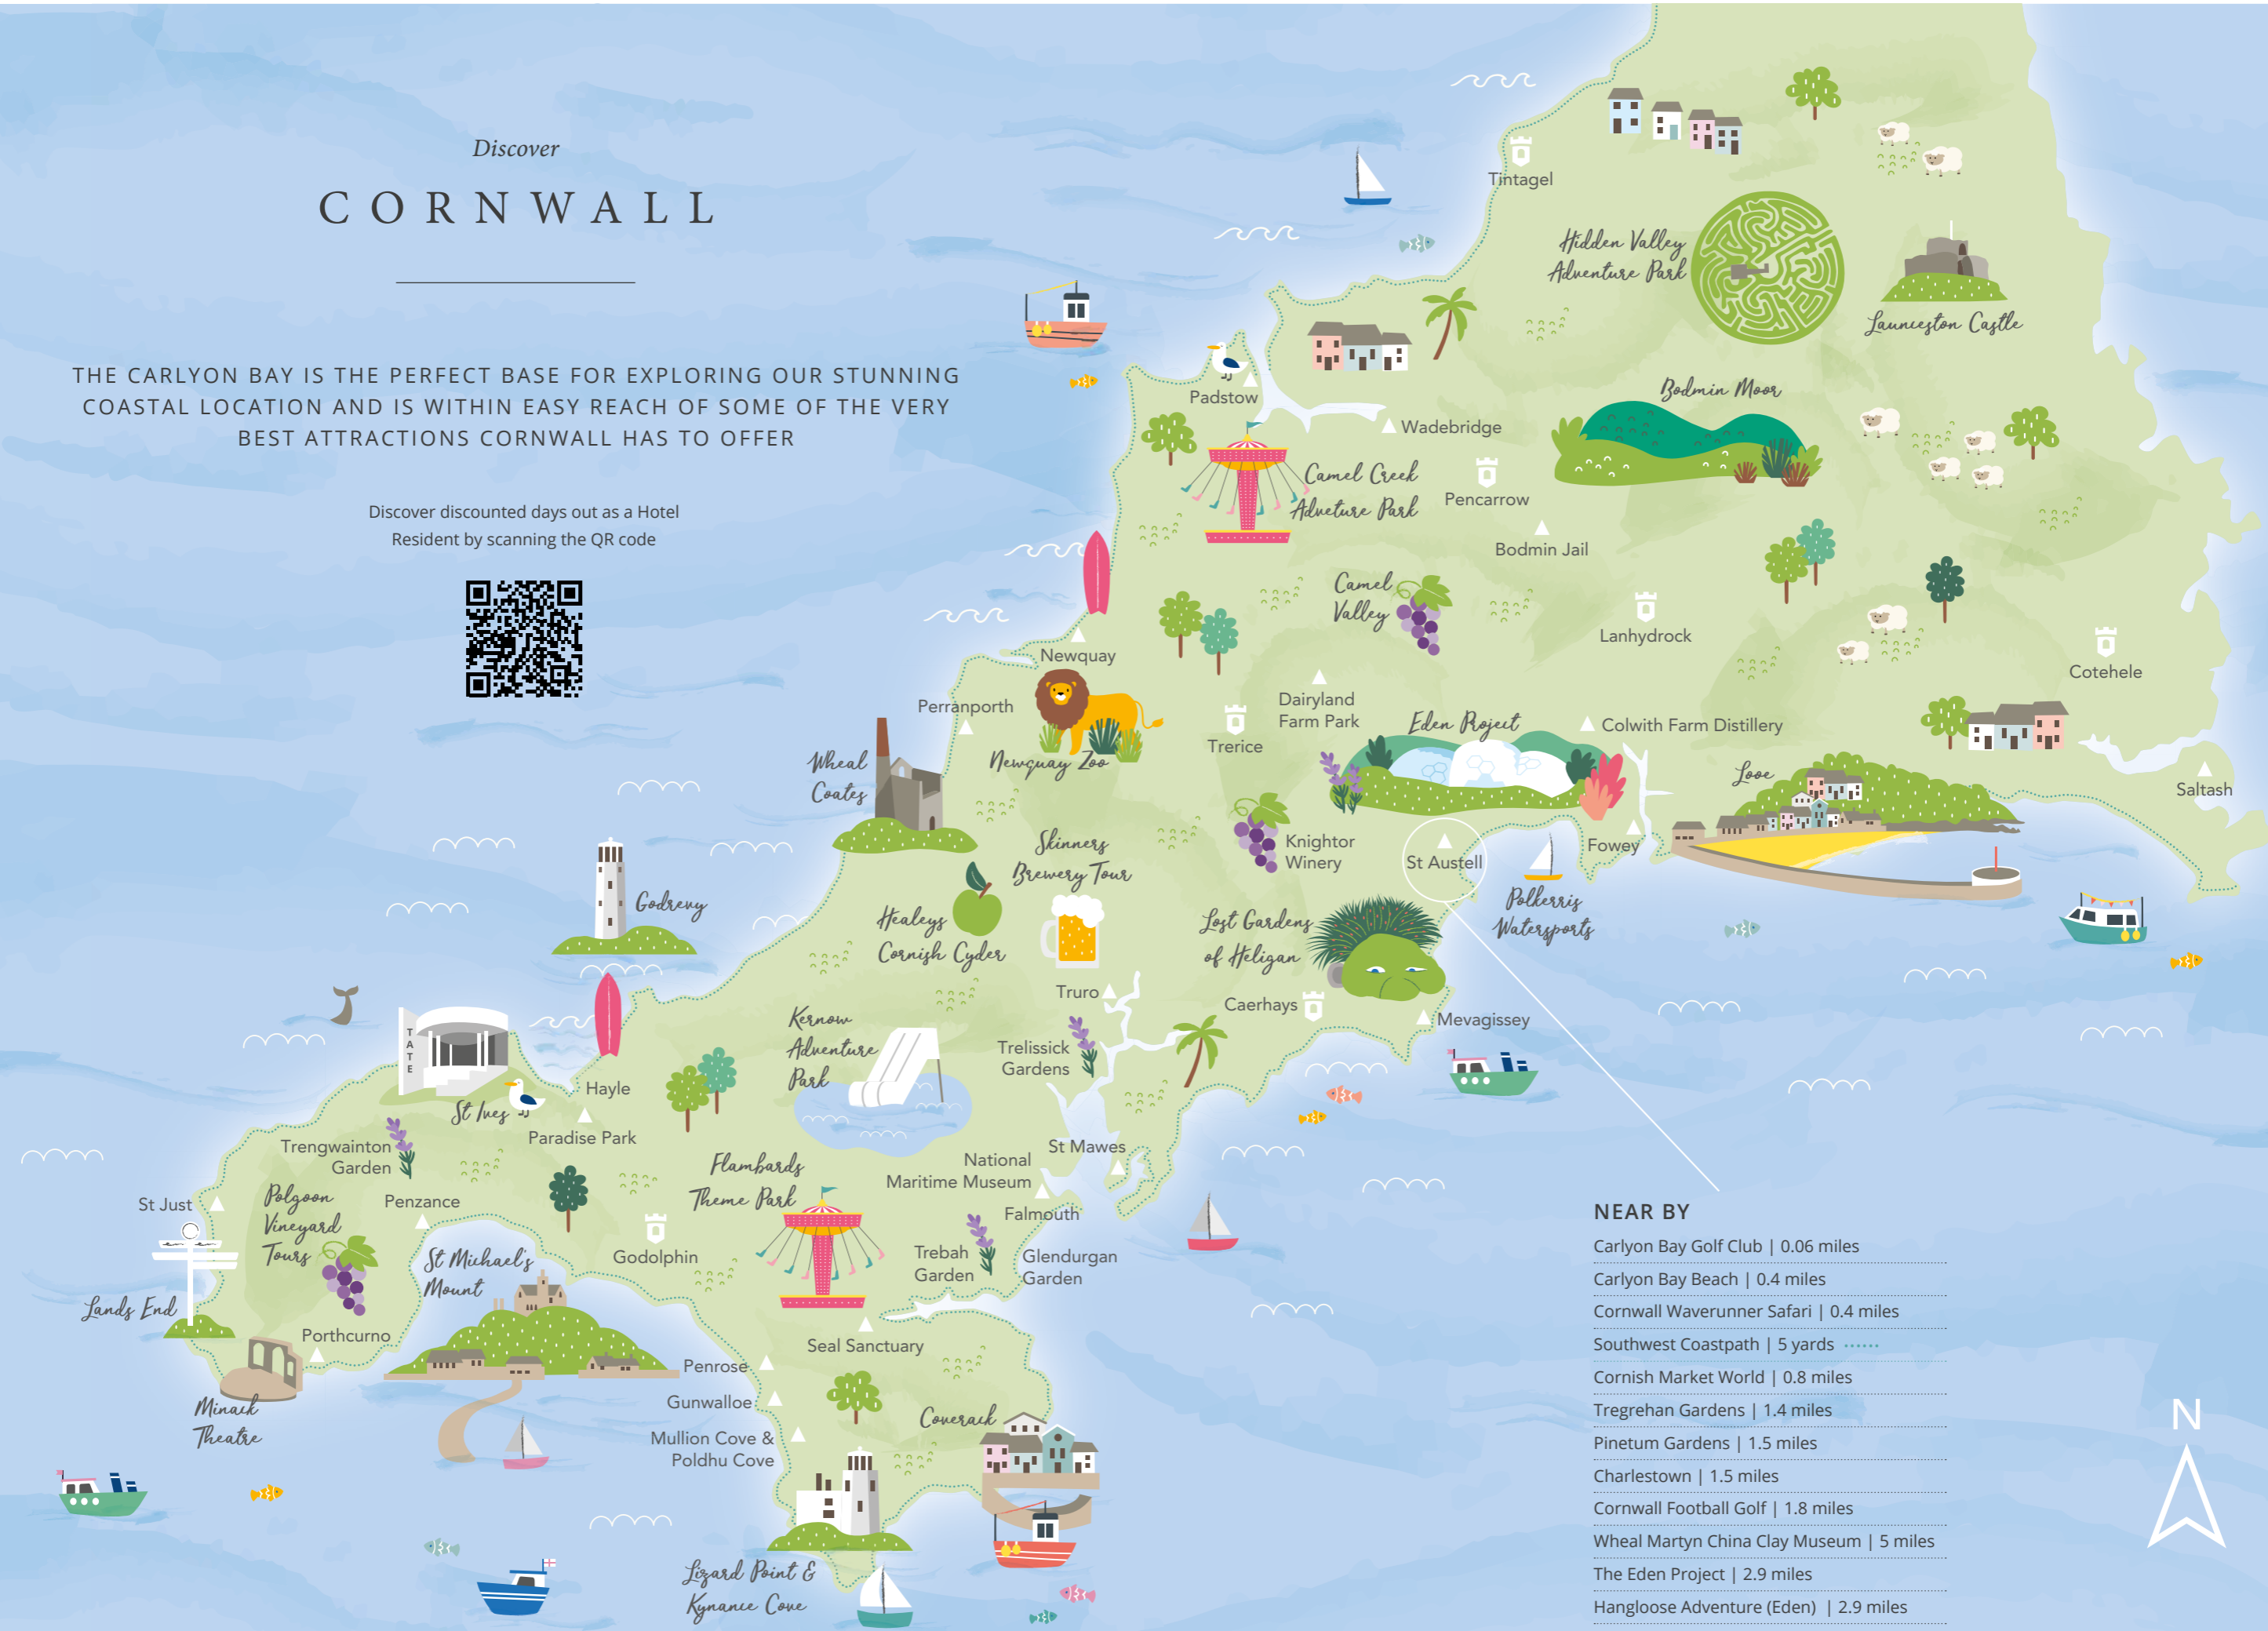 Discover
CORNWALL
THE CARLYON BAY IS THE PERFECT BASE FOR EXPLORING OUR STUNNING
COASTAL LOCATION AND IS WITHIN EASY REACH OF SOME OF THE VERY
BEST ATTRACTIONS CORNWALL HAS TO OFFER
Discover discounted days out as a Hotel
Resident by scanning the QR code
Tintagel
Hidden Valley
Adventure Park
Launceston Castle
Padstow
Wadebridge
Bodmin Moor
Camel Creek
Adveture Park
Pencarrow
Bodmin Jail
Camel
Valley
Lanhydrock
Cotehele
Newquay
Perranporth
Newquay Zoo
Dairyland
Farm Park
Trerice
Eden Project
Colwith Farm Distillery
Looe
Saltash
Wheal
Coates
Skinners
Brewery Tour
Knightor
Winery
St Austell
Fowey
Polkerris
Watersports
Godrevy
Healeys
Cornish Cyder
Lost Gardens
of Heligan
Truro
Caerhays
Mevagissey
Kernow
Adventure
Park
Trelissick
Gardens
TATE
St Ives
Hayle
Paradise Park
Trengwainton
Garden
St Mawes
National
Maritime Museum
Falmouth
Flambards
Theme Park
St Just
Polgoon
Vineyard
Tours
Penzance
St Michael's
Mount
Godolphin
Trebah
Garden
Glendurgan
Garden
Lands End
Porthcurno
Minack
Theatre
Seal Sanctuary
Penrose
Gunwalloe
Mullion Cove &
Poldhu Cove
Coverack
Lizard Point &
Kynance Cove
NEAR BY
Carlyon Bay Golf Club | 0.06 miles
Carlyon Bay Beach | 0.4 miles
Cornwall Waverunner Safari | 0.4 miles
Southwest Coastpath | 5 yards
Cornish Market World | 0.8 miles
Tregrehan Gardens | 1.4 miles
Pinetum Gardens | 1.5 miles
Charlestown | 1.5 miles
Cornwall Football Golf | 1.8 miles
Wheal Martyn China Clay Museum | 5 miles
The Eden Project | 2.9 miles
Hangloose Adventure (Eden) | 2.9 miles
N